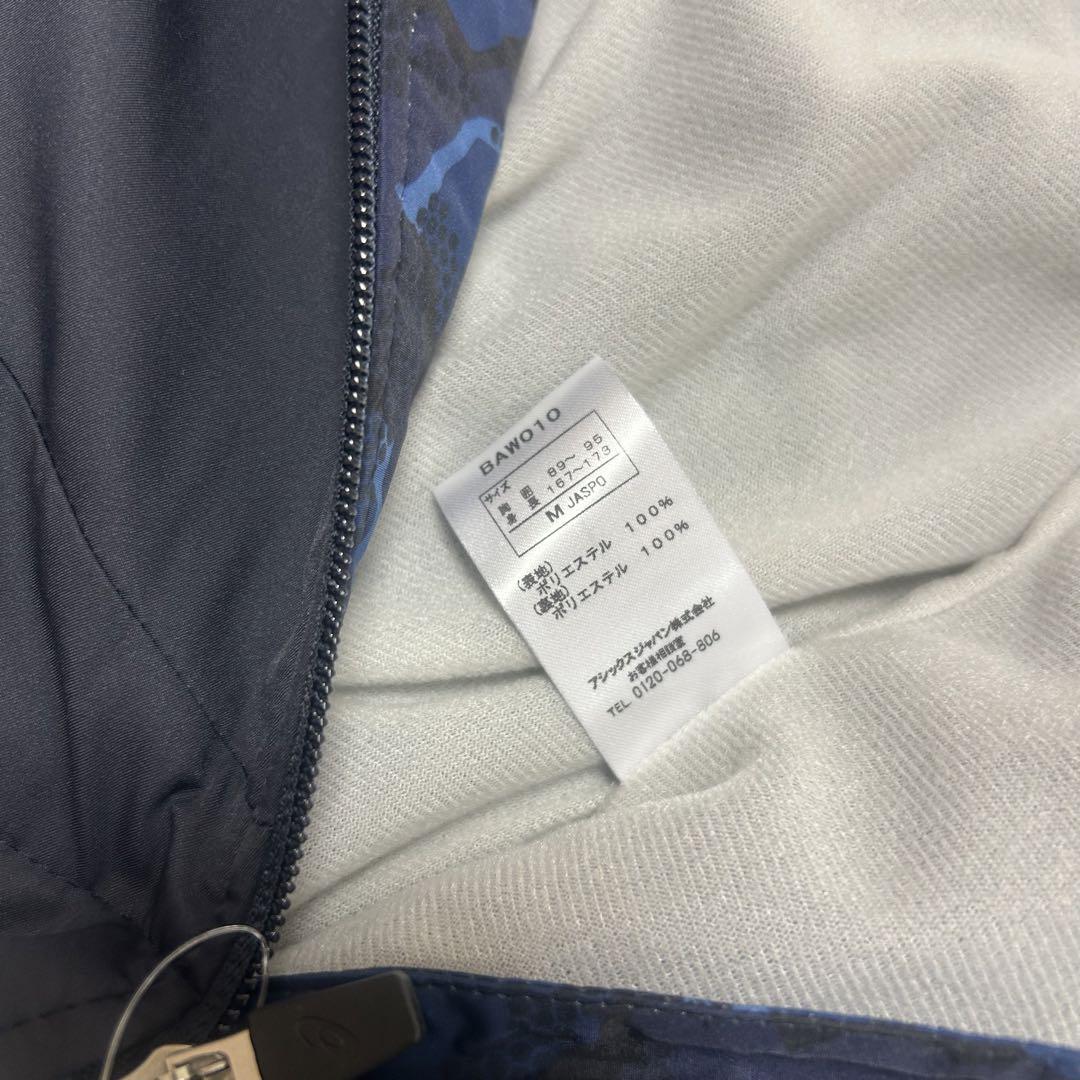 BAW010
サイズ
胸 囲 89～ 95
身 長 167～173
M JASPO
(表地)
ポリエステル 100%
(裏地)
ポリエステル 100%
アシックスジャパン株式会社
お客様相談室
TEL 0120-068-806